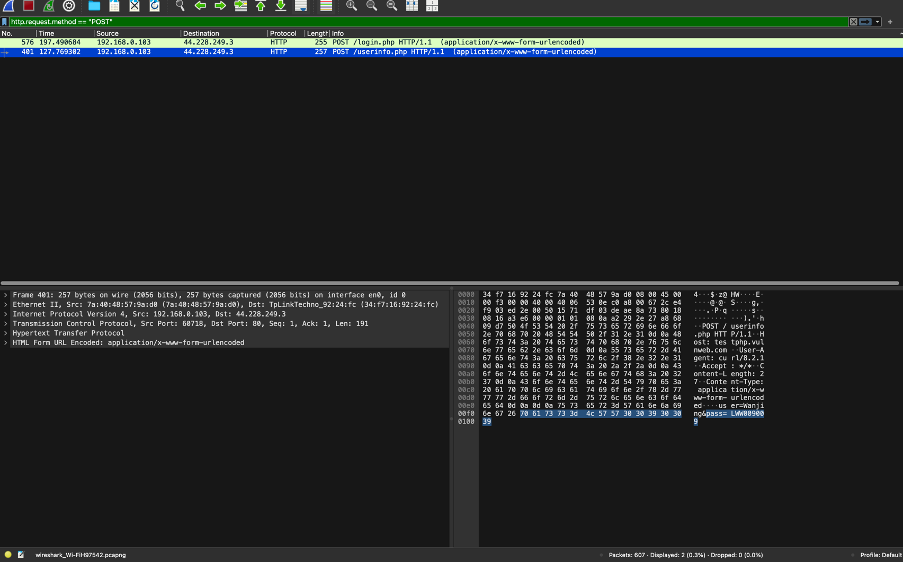 http.request.method == "POST"
No. Time Source Destination Protocol Length Info
576 197.490684 192.168.0.103 44.228.249.3 HTTP 255 POST /login.php HTTP/1.1 (application/x-www-form-urlencoded)
401 127.769302 192.168.0.103 44.228.249.3 HTTP 257 POST /userinfo.php HTTP/1.1 (application/x-www-form-urlencoded)
Frame 401: 257 bytes on wire (2056 bits), 257 bytes captured (2056 bits) on interface en0, id 0
Ethernet II, Src: 7a:40:48:57:9a:d0 (7a:40:48:57:9a:d0), Dst: TpLinkTechno_92:24:fc (34:f7:16:92:24:fc)
Internet Protocol Version 4, Src: 192.168.0.103, Dst: 44.228.249.3
Transmission Control Protocol, Src Port: 60718, Dst Port: 80, Seq: 1, Ack: 1, Len: 191
Hypertext Transfer Protocol
HTML Form URL Encoded: application/x-www-form-urlencoded
0000 34 f7 16 92 24 fc 7a 40 48 57 9a d0 08 00 45 00 4···$·z@ HW····E·
0010 00 f3 00 00 40 00 40 06 53 0e c0 a8 00 67 2c e4 ····@·@· S····g,·
0020 f9 03 ed 2e 00 50 15 71 df 03 de ae 8a 73 80 18 ·····P·q ·····s··
0030 08 16 a3 e6 00 00 01 01 08 0a a2 29 2e 27 a8 68 ········ ···).'·h
0040 09 d7 50 4f 53 54 20 2f 75 73 65 72 69 6e 66 6f ··POST / userinfo
0050 2e 70 68 70 20 48 54 54 50 2f 31 2e 31 0d 0a 48 .php HTT P/1.1··H
0060 6f 73 74 3a 20 74 65 73 74 70 68 70 2e 76 75 6c ost: tes tphp.vul
0070 6e 77 65 62 2e 63 6f 6d 0d 0a 55 73 65 72 2d 41 nweb.com ··User-A
0080 67 65 6e 74 3a 20 63 75 72 6c 2f 38 2e 32 2e 31 gent: cu rl/8.2.1
0090 0d 0a 41 63 63 65 70 74 3a 20 2a 2f 2a 0d 0a 43 ··Accept : */*··C
00a0 6f 6e 74 65 6e 74 2d 4c 65 6e 67 74 68 3a 20 32 ontent-L ength: 2
00b0 37 0d 0a 43 6f 6e 74 65 6e 74 2d 54 79 70 65 3a 7··Conte nt-Type:
00c0 20 61 70 70 6c 69 63 61 74 69 6f 6e 2f 78 2d 77 applica tion/x-w
00d0 77 77 2d 66 6f 72 6d 2d 75 72 6c 65 6e 63 6f 64 ww-form- urlencod
00e0 65 64 0d 0a 0d 0a 75 73 65 72 3d 57 61 6e 6a 69 ed····us er=Wanji
00f0 6e 67 26 70 61 73 73 3d 4c 57 57 30 30 39 30 30 ng&pass= LWW00900
0100 39 9
wireshark_Wi-FiH97542.pcapng Packets: 607 · Displayed: 2 (0.3%) · Dropped: 0 (0.0%) Profile: Default